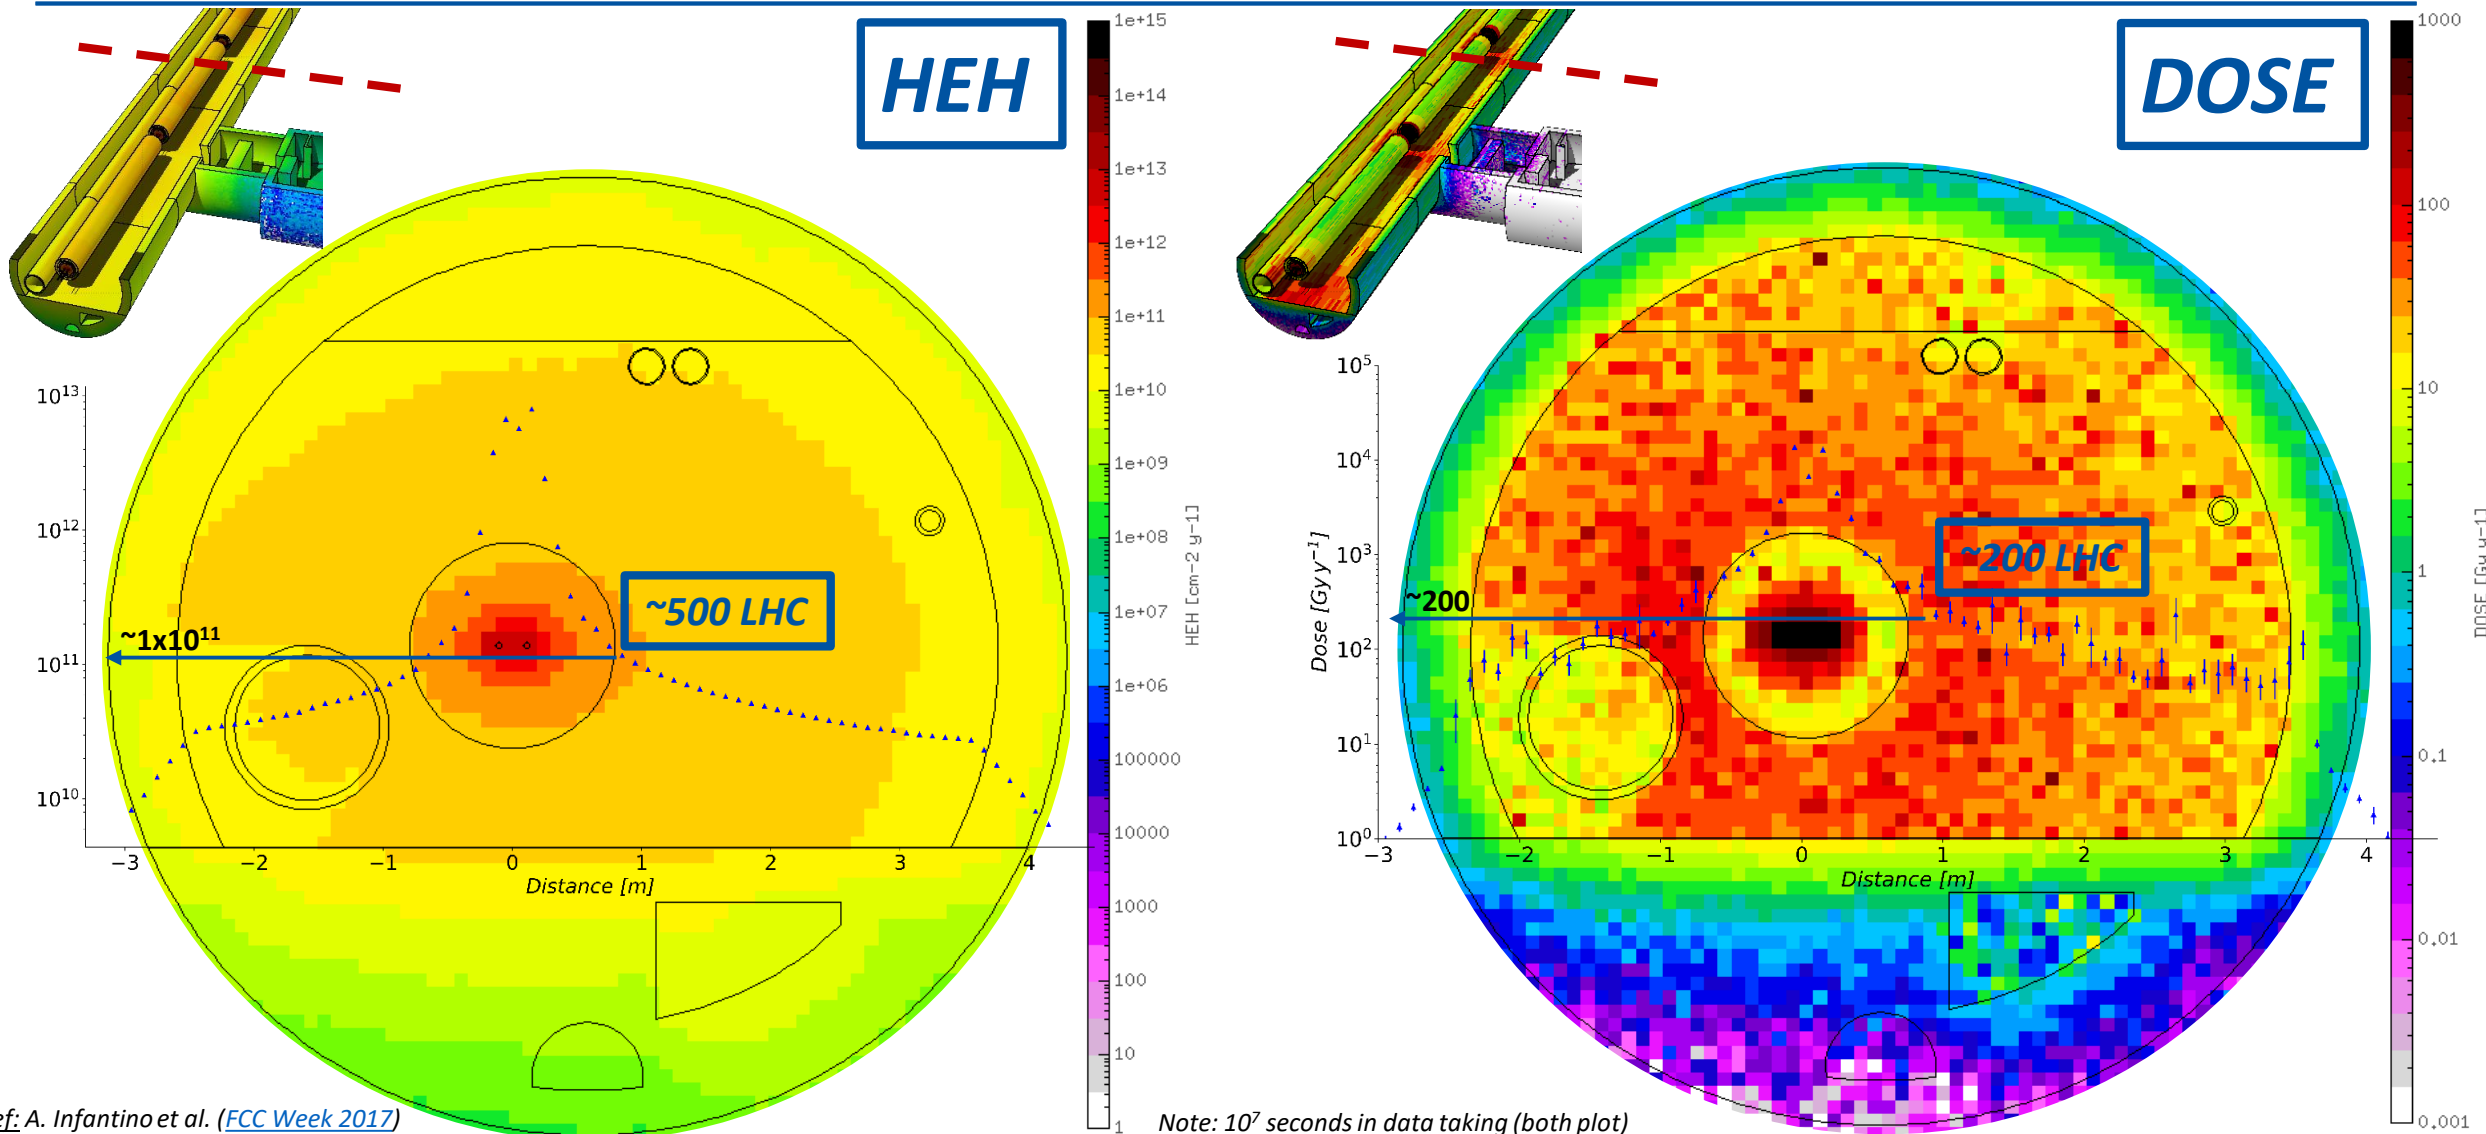 HEH
DOSE
1e+15
1e+14
1e+13
1e+12
1e+11
1e+10
1e+09
1e+08
1e+07
1e+06
100000
10000
1000
100
10
1
HEH [cm-2 y-1]
10¹³
10¹²
10¹¹
10¹⁰
~1x10¹¹
~500 LHC
−3 −2 −1 0 1 2 3 4
Distance [m]
1000
100
10
1
0.1
0.01
0.001
DOSE [Gy y-1]
10⁵
10⁴
10³
10²
10¹
10⁰
Dose [Gy y⁻¹]
~200
~200 LHC
−3 −2 −1 0 1 2 3 4
Distance [m]
ef: A. Infantino et al. (FCC Week 2017)
Note: 10⁷ seconds in data taking (both plot)